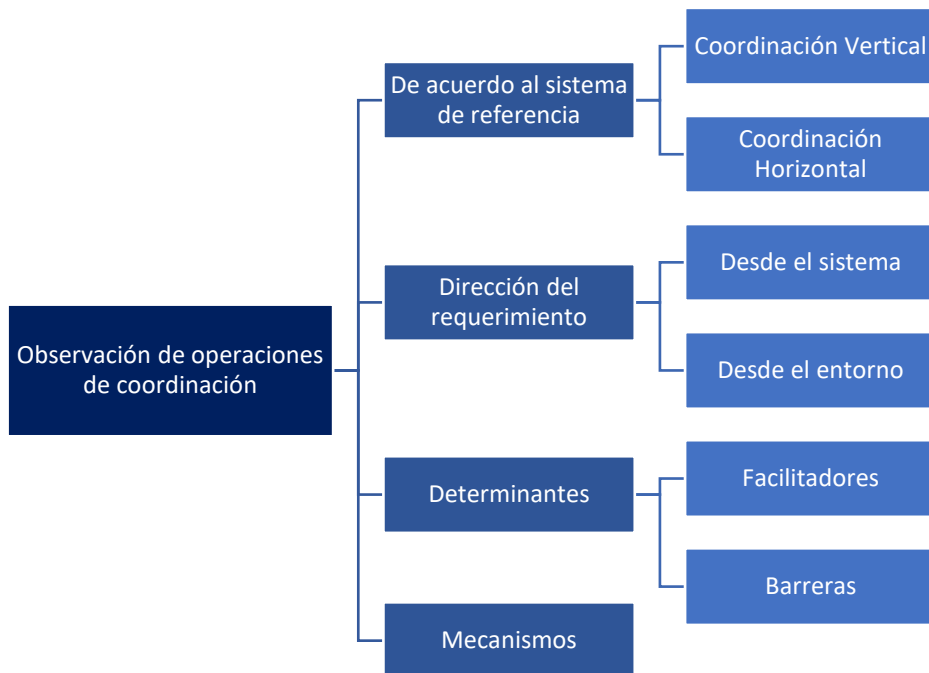 Observación de operaciones
de coordinación
De acuerdo al sistema
de referencia
Coordinación Vertical
Coordinación
Horizontal
Dirección del
requerimiento
Desde el sistema
Desde el entorno
Determinantes
Facilitadores
Barreras
Mecanismos